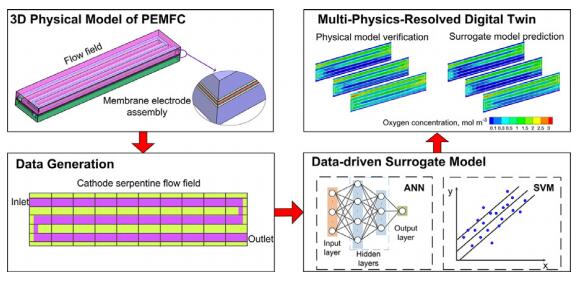 3D Physical Model of PEMFC
Flow field
Membrane electrode
assembly
Multi-Physics-Resolved Digital Twin
Physical model verification
Surrogate model prediction
Oxygen concentration, mol m⁻³
0.1 0.3 0.5 1 1.5 2 2.5 3
Data Generation
Cathode serpentine flow field
Inlet
Outlet
Data-driven Surrogate Model
ANN
Input
layer
Hidden
layers
Output
layer
SVM
y
x